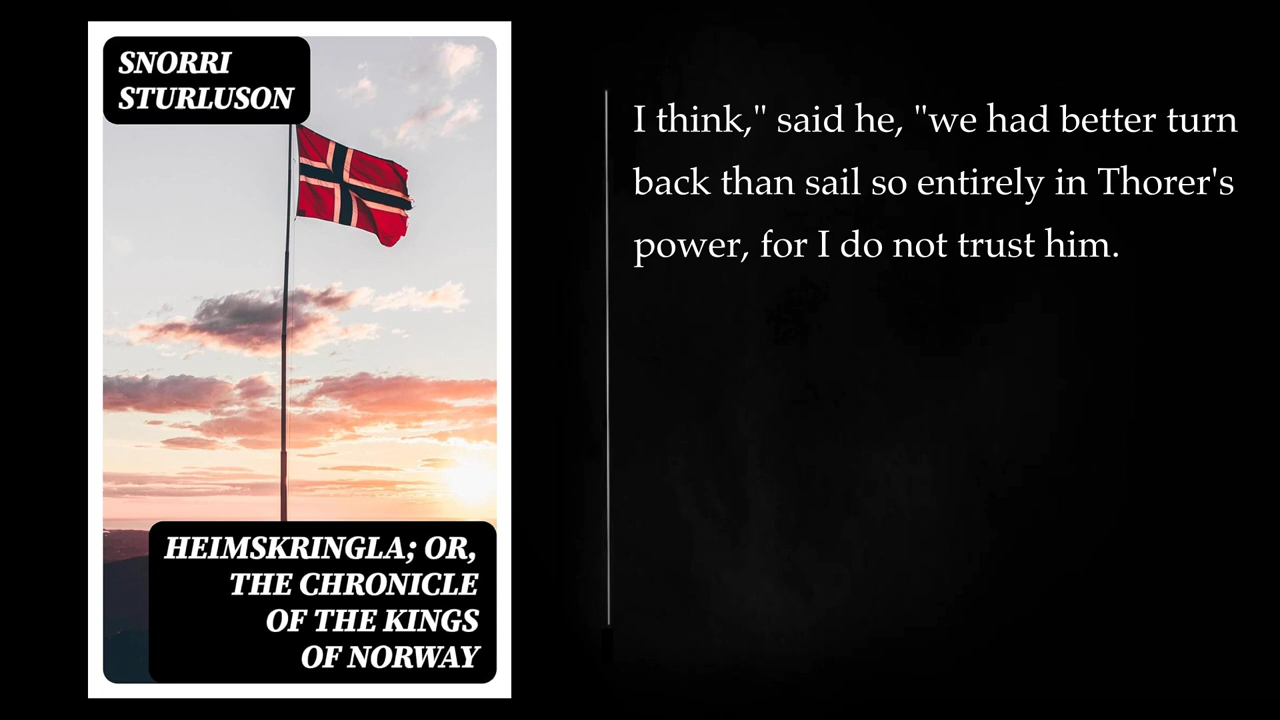 SNORRI
STURLUSON
HEIMSKRINGLA; OR,
THE CHRONICLE
OF THE KINGS
OF NORWAY
I think," said he, "we had better turn
back than sail so entirely in Thorer's
power, for I do not trust him.